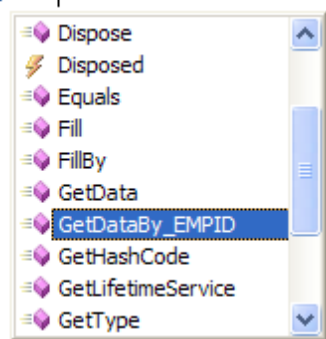 Dispose
Disposed
Equals
Fill
FillBy
GetData
GetDataBy_EMPID
GetHashCode
GetLifetimeService
GetType